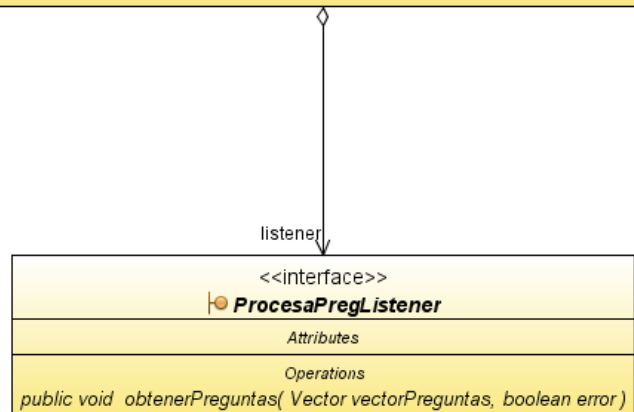 listener
<<interface>>
ProcesaPregListener
Attributes
Operations
public void obtenerPreguntas( Vector vectorPreguntas, boolean error )